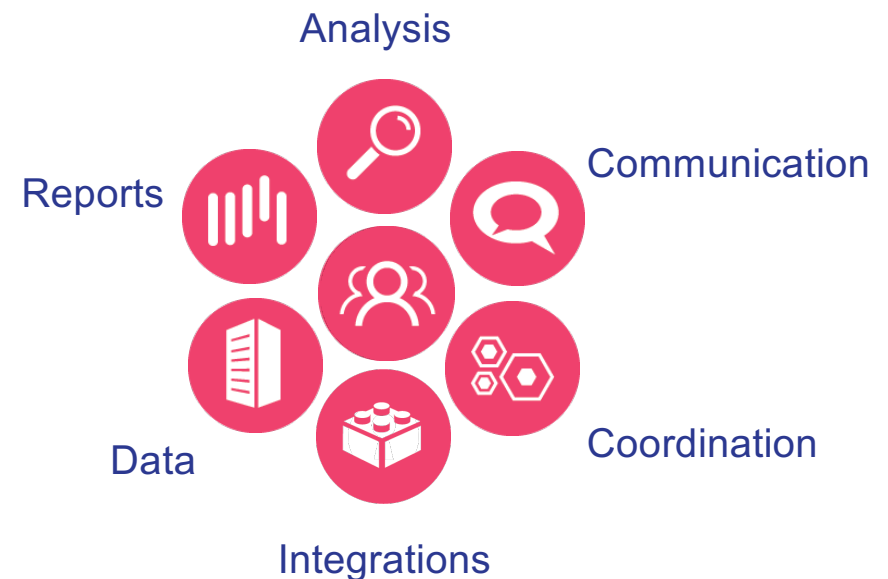 Analysis
Communication
Reports
Coordination
Data
Integrations